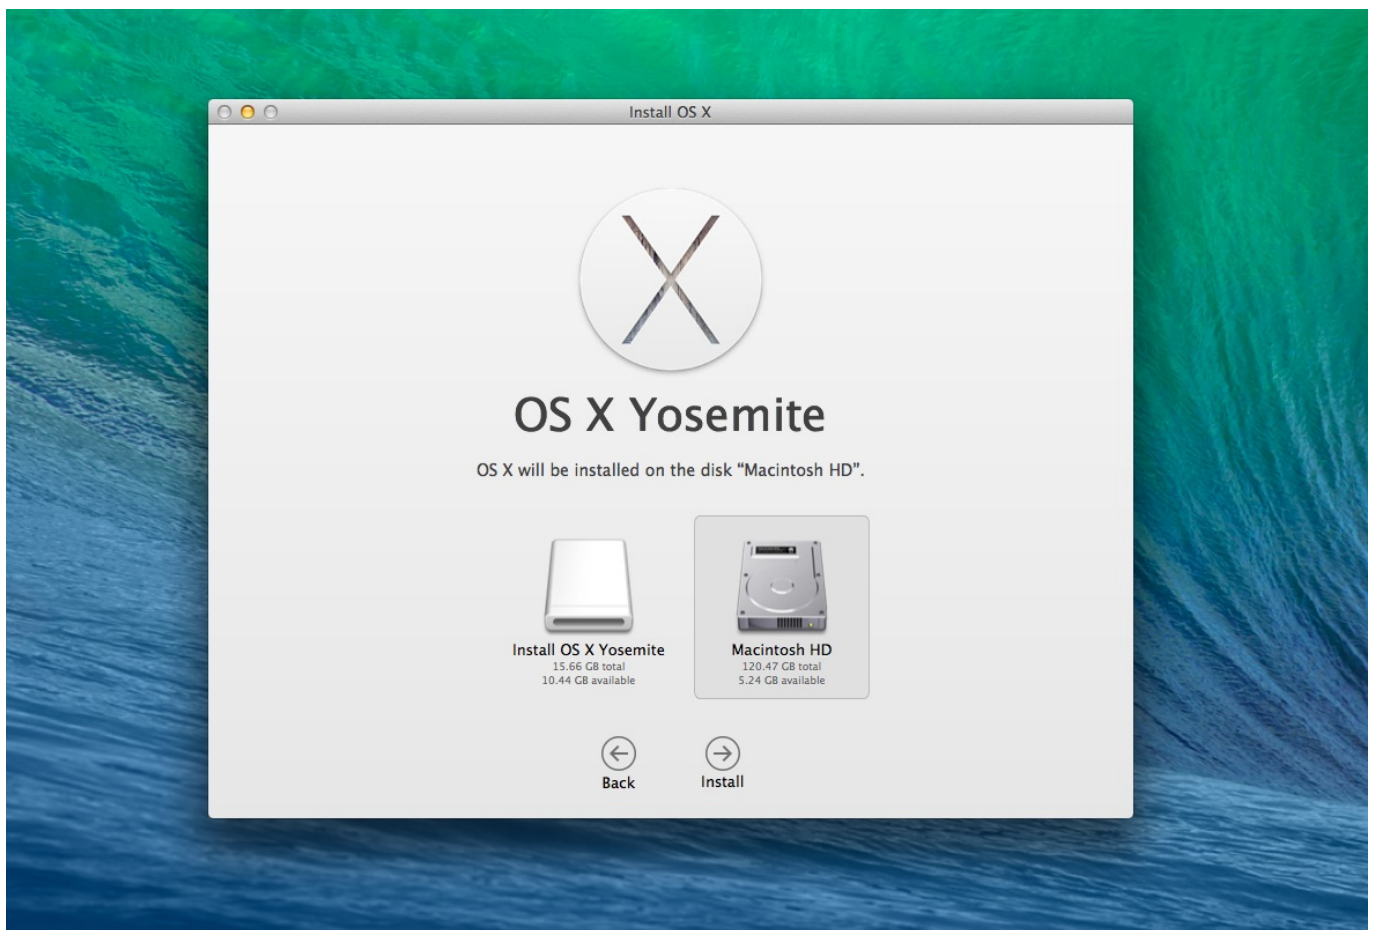 Install OS X
OS X Yosemite
OS X will be installed on the disk “Macintosh HD”.
Install OS X Yosemite
15.66 GB total
10.44 GB available
Macintosh HD
120.47 GB total
5.24 GB available
Back
Install